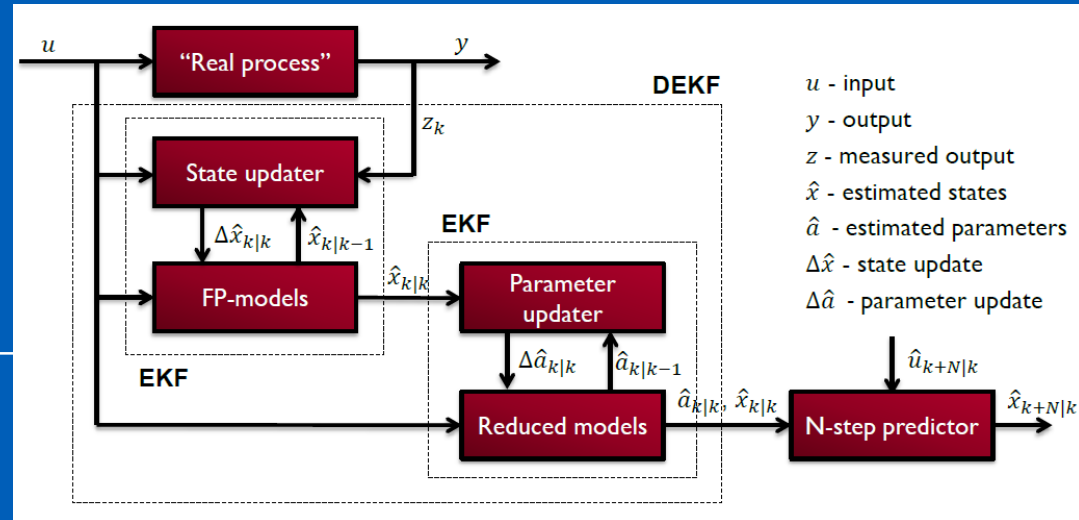 u
"Real process"
y
DEKF
z_k
State updater
Δx̂_{k|k}
x̂_{k|k-1}
FP-models
EKF
x̂_{k|k}
EKF
Parameter
updater
Δâ_{k|k}
â_{k|k-1}
Reduced models
â_{k|k}, x̂_{k|k}
û_{k+N|k}
N-step predictor
x̂_{k+N|k}
u - input
y - output
z - measured output
x̂ - estimated states
â - estimated parameters
Δx̂ - state update
Δâ - parameter update